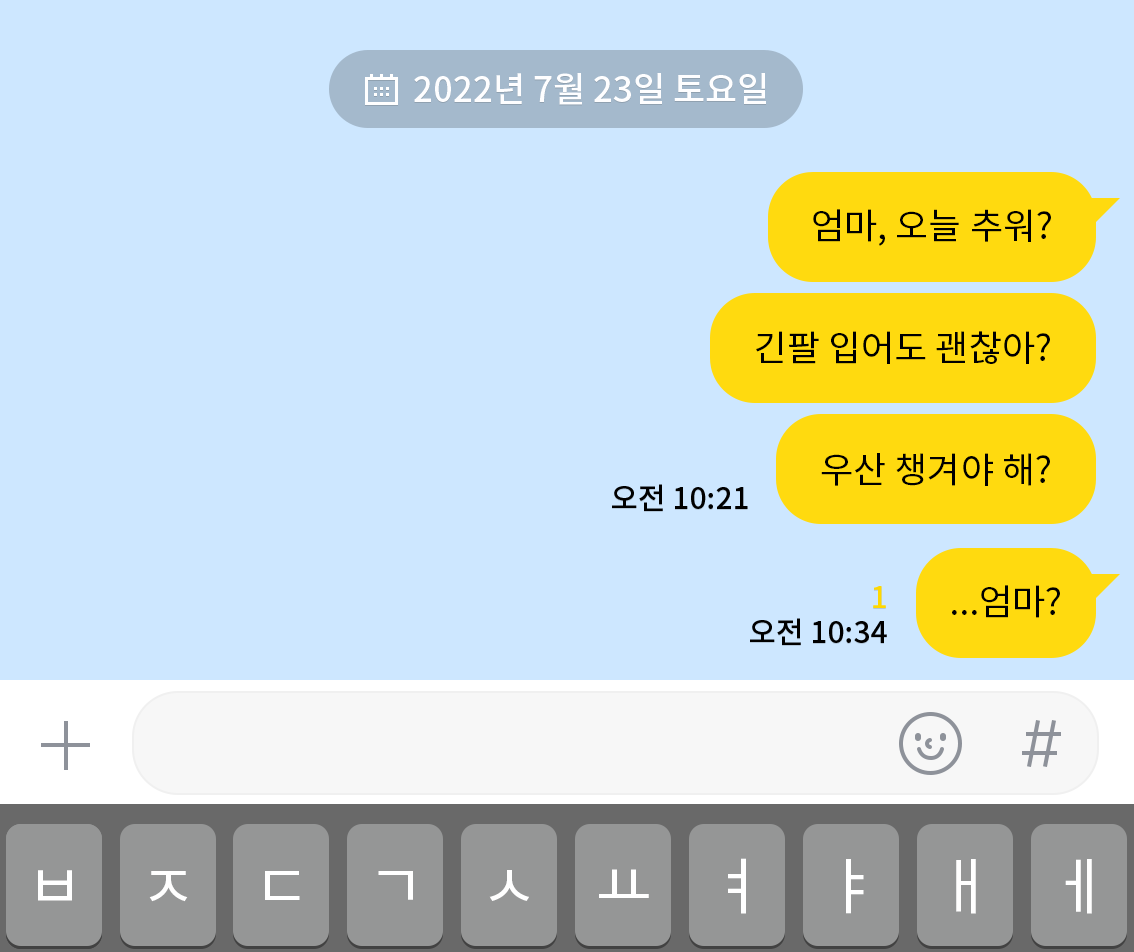 2022년 7월 23일 토요일
엄마, 오늘 추워?
긴팔 입어도 괜찮아?
우산 챙겨야 해?
오전 10:21
...엄마?
1
오전 10:34
#
ㅂ ㅈ ㄷ ㄱ ㅅ ㅛ ㅕ ㅑ ㅐ ㅔ